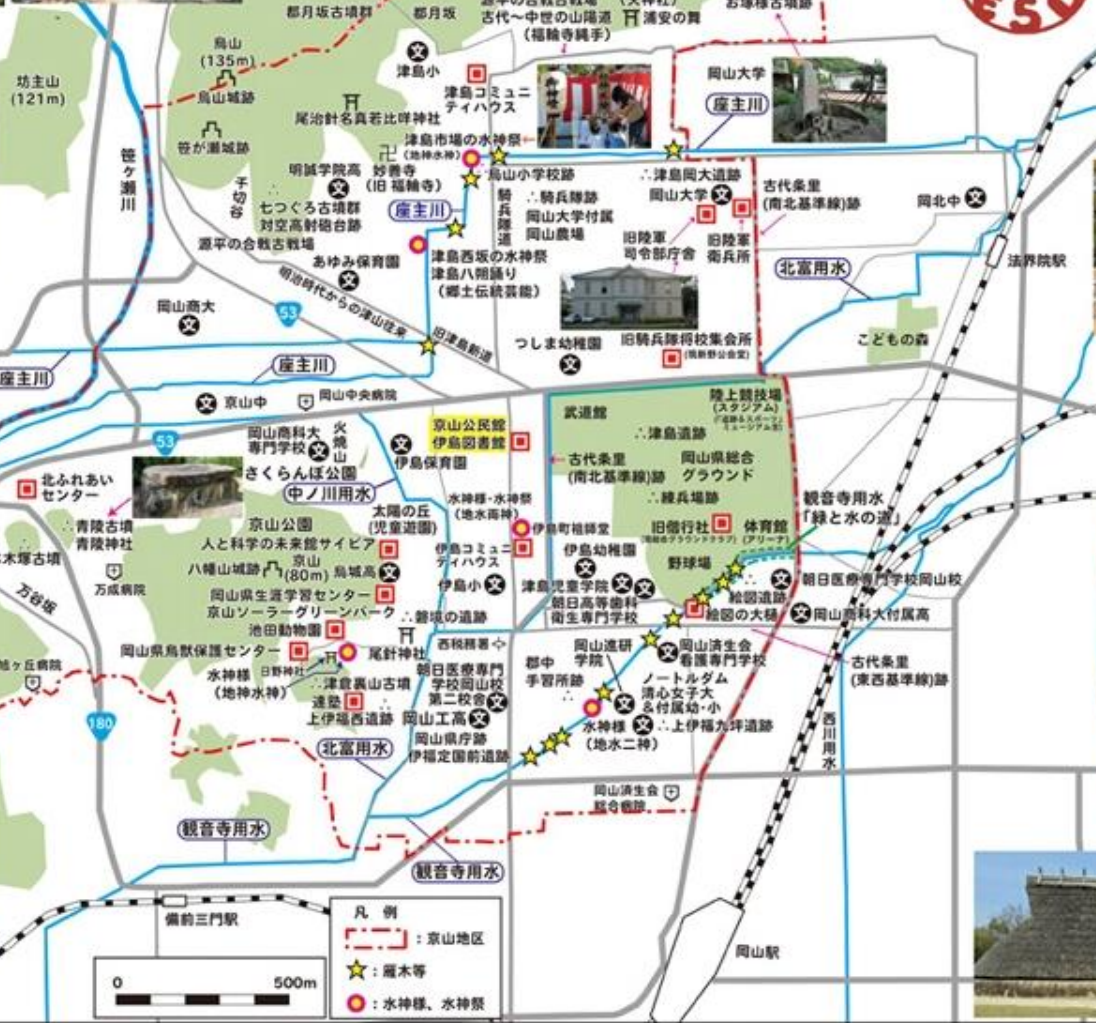 都月坂古墳群
都月坂
古代～中世の山陽道
（福輪寺縄手）
浦安の舞
お塚様古墳跡
ESD
坊主山
(121m)
烏山
(135m)
烏山城跡
笹が瀬城跡
笹ヶ瀬川
津島小
津島コミュニ
ティハウス
尾治針名真若比咩神社
津島市場の水神祭
（地神水神）
岡山大学
座主川
明誠学院高
妙善寺
（旧 福輪寺）
烏山小学校跡
∴津島岡大遺跡
岡山大学
古代条里
(南北基準線)跡
岡北中
七つぐろ古墳群
対空高射砲台跡
座主川
騎兵隊道
∴騎兵隊跡
岡山大学付属
岡山農場
旧陸軍
司令部庁舎
旧陸軍
衛兵所
源平の合戦古戦場
あゆみ保育園
津島西坂の水神祭
津島八朔踊り
（郷土伝統芸能）
北富用水
法界院駅
明治時代からの津山往来
岡山商大
53
旧津島新道
つしま幼稚園
旧騎兵隊将校集会所
こどもの森
座主川
座主川
京山中
岡山中央病院
京山公民館
伊島図書館
武道館
陸上競技場
(スタジアム)
∴津島遺跡
53
岡山商科大
専門学校
火焼山
伊島保育園
さくらんぼ公園
中ノ川用水
古代条里
(南北基準線)跡
岡山県総合
グラウンド
∴練兵場跡
北ふれあい
センター
∴青陵古墳
青陵神社
京山公園
太陽の丘
(児童遊園)
水神様・水神祭
(地水両神)
伊島町祖師堂
旧偕行社
体育館
(アリーナ)
観音寺用水
「緑と水の道」
人と科学の未来館サイピア
伊島コミュニ
ティハウス
伊島幼稚園
野球場
八幡山城跡
京山
(80m)
烏城高
万成病院
万谷坂
岡山県生涯学習センター
京山ソーラーグリーンパーク
伊島小
津島児童学院
朝日高等歯科
衛生専門学校
絵図遺跡
絵図の大樋
朝日医療専門学校岡山校
岡山商科大付属高
池田動物園
∴磐境の遺跡
岡山県鳥獣保護センター
日野神社
尾針神社
西税務署
水神様
（地神水神）
∴津倉裏山古墳
達塾
上伊福西遺跡
朝日医療専門
学校岡山校
第二校舎
岡山工高
岡山県庁跡
伊福定国前遺跡
郡中
手習所跡
岡山進研
学院
岡山済生会
看護専門学校
ノートルダム
清心女子大
&付属幼・小
∴上伊福九坪遺跡
水神様
（地水二神）
古代条里
(東西基準線)跡
西川用水
旭ヶ丘病院
180
北富用水
岡山済生会
総合病院
観音寺用水
観音寺用水
備前三門駅
岡山駅
凡 例
：京山地区
：雁木等
：水神様、水神祭
0 500m